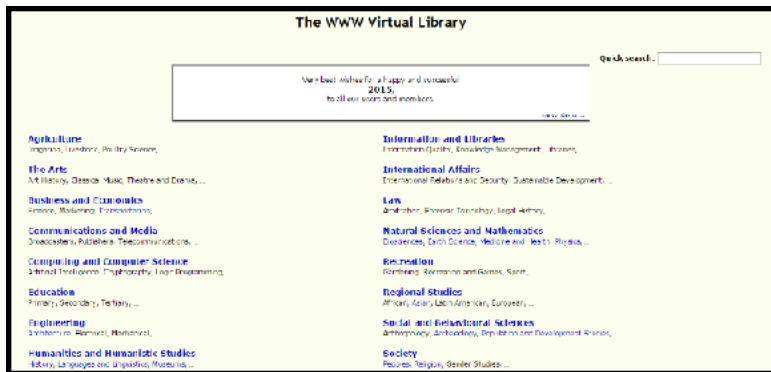 The WWW Virtual Library
Quick search:
Very best wishes for a happy and successful
2015,
to all our users and members.
Agriculture
Irrigation, Livestock, Poultry Science,
The Arts
Art History, Classical Music, Theatre and Drama, ...
Business and Economics
Finance, Marketing, Transportation,
Communications and Media
Broadcasters, Publishers, Telecommunications, ...
Computing and Computer Science
Artificial Intelligence, Cryptography, Logic Programming,
Education
Primary, Secondary, Tertiary, ...
Engineering
Architecture, Electrical, Mechanical,
Humanities and Humanistic Studies
History, Languages and Linguistics, Museums, ...
Information and Libraries
Information Quality, Knowledge Management, Libraries,
International Affairs
International Relations and Security, Sustainable Development, ...
Law
Arbitration, Forensic Toxicology, Legal History,
Natural Sciences and Mathematics
Biosciences, Earth Science, Medicine and Health, Physics, ...
Recreation
Gardening, Recreation and Games, Sport,
Regional Studies
African, Asian, Latin American, European, ...
Social and Behavioural Sciences
Anthropology, Archaeology, Population and Development Studies,
Society
Peoples, Religion, Gender Studies, ...